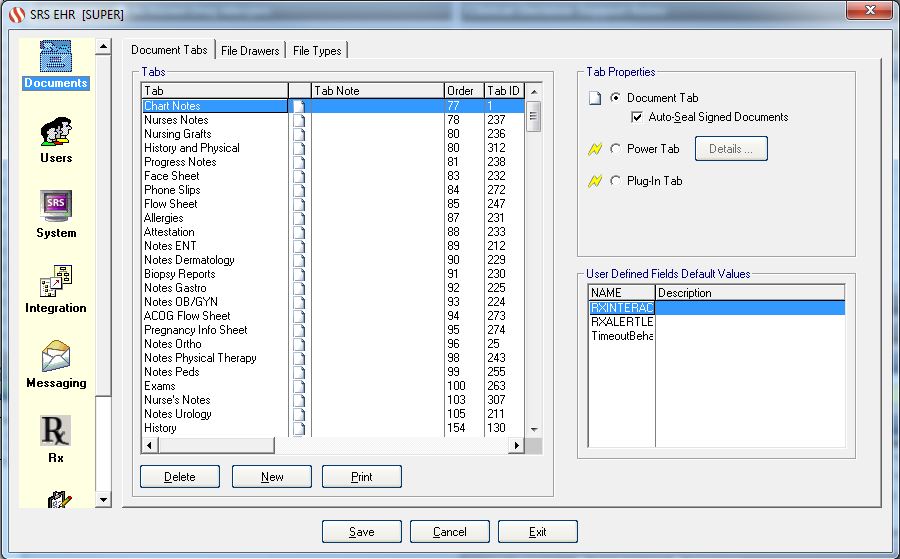 SRS EHR [SUPER]
Documents
Users
SRS
System
Integration
Messaging
Rx
Rx
Document Tabs File Drawers File Types
Tabs
Tab Tab Note Order Tab ID
Chart Notes 77 1
Nurses Notes 78 237
Nursing Grafts 80 236
History and Physical 80 312
Progress Notes 81 238
Face Sheet 83 232
Phone Slips 84 272
Flow Sheet 85 247
Allergies 87 231
Attestation 88 233
Notes ENT 89 212
Notes Dermatology 90 229
Biopsy Reports 91 230
Notes Gastro 92 225
Notes OB/GYN 93 224
ACOG Flow Sheet 94 273
Pregnancy Info Sheet 95 274
Notes Ortho 96 25
Notes Physical Therapy 98 243
Notes Peds 99 255
Exams 100 263
Nurse's Notes 103 307
Notes Urology 105 211
History 154 130
Delete New Print
Tab Properties
Document Tab
Auto-Seal Signed Documents
Power Tab Details ...
Plug-In Tab
User Defined Fields Default Values
NAME Description
RXINTERAC
RXALERTLE
TimeoutBeha
Save Cancel Exit